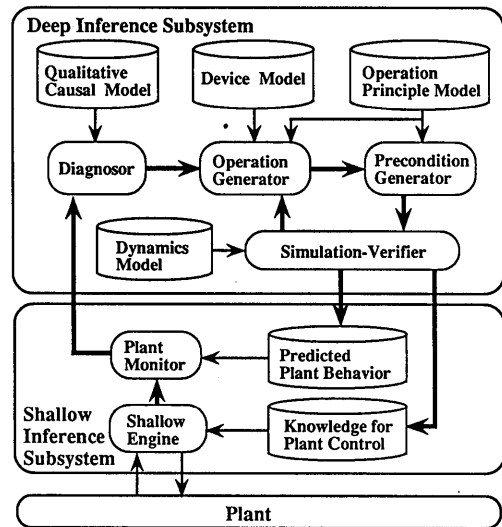 Deep Inference Subsystem
Qualitative
Causal Model
Device Model
Operation
Principle Model
Diagnosor
Operation
Generator
Precondition
Generator
Dynamics
Model
Simulation-Verifier
Plant
Monitor
Predicted
Plant Behavior
Shallow
Inference
Subsystem
Shallow
Engine
Knowledge for
Plant Control
Plant